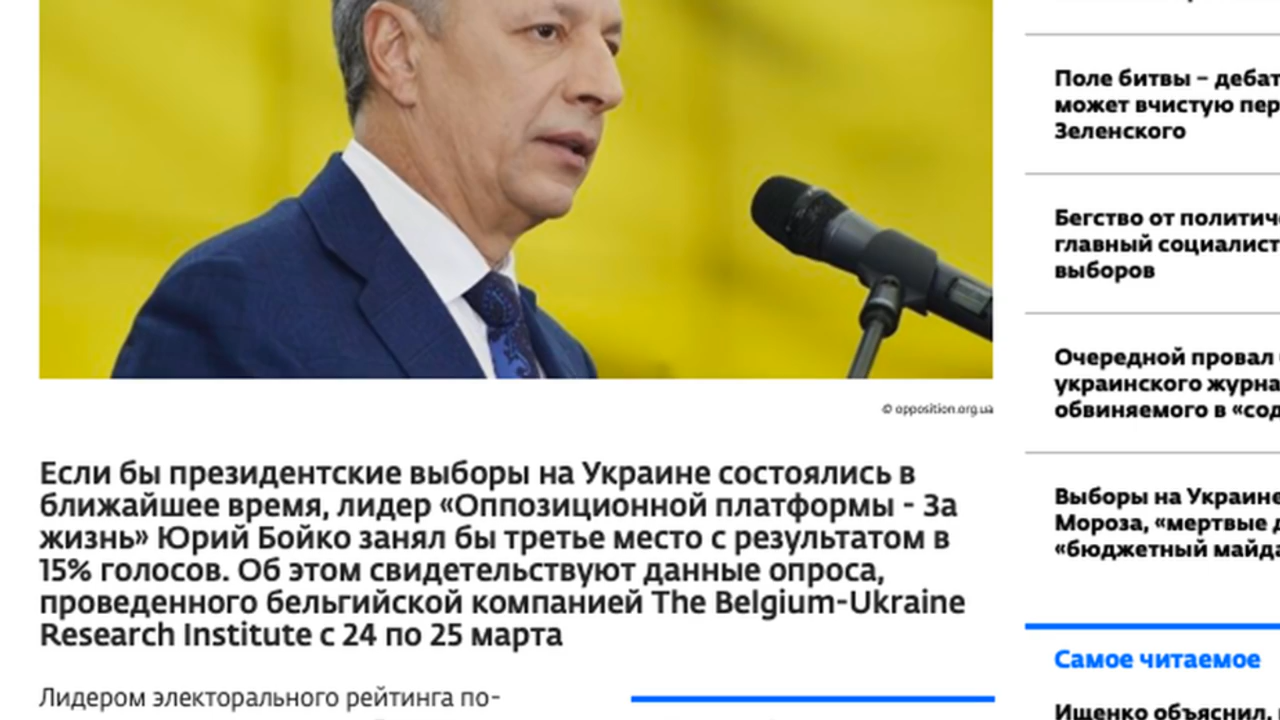 © opposition.org.ua
Если бы президентские выборы на Украине состоялись в
ближайшее время, лидер «Оппозиционной платформы - За
жизнь» Юрий Бойко занял бы третье место с результатом в
15% голосов. Об этом свидетельствуют данные опроса,
проведенного бельгийской компанией The Belgium-Ukraine
Research Institute с 24 по 25 марта
Лидером электорального рейтинга по-
Поле битвы – дебат
может вчистую пер
Зеленского
Бегство от политич
главный социалист
выборов
Очередной провал
украинского журна
обвиняемого в «сод
Выборы на Украине
Мороза, «мертвые д
«бюджетный майда
Самое читаемое
Ищенко объяснил,